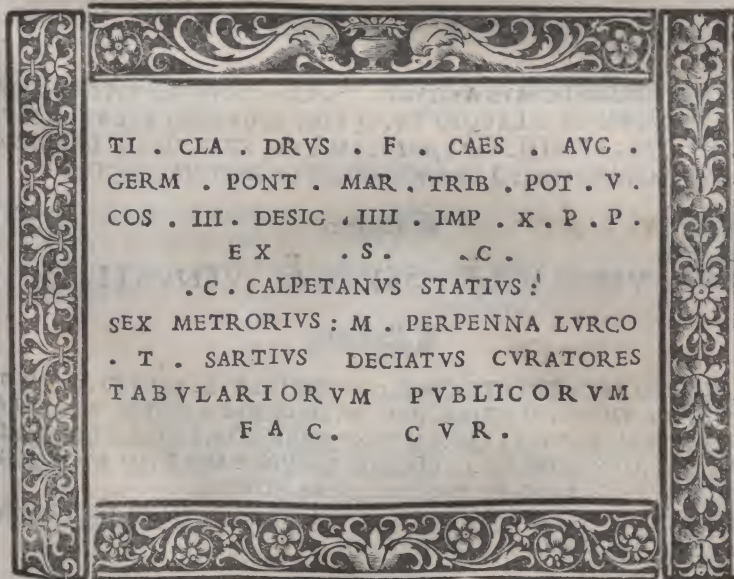 TI . CLA . DRVS . F . CAES . AVG .
GERM . PONT . MAR . TRIB . POT . V .
COS . III . DESIG . IIII . IMP . X . P . P .
EX . S . . C .
. C . CALPETANVS STATIVS :
SEX METRORIVS : M . PERPENNA LVRCO
. T . SARTIVS DECIATVS CVRATORES
TABVLARIORVM PVBLICORVM
FAC . CVR .